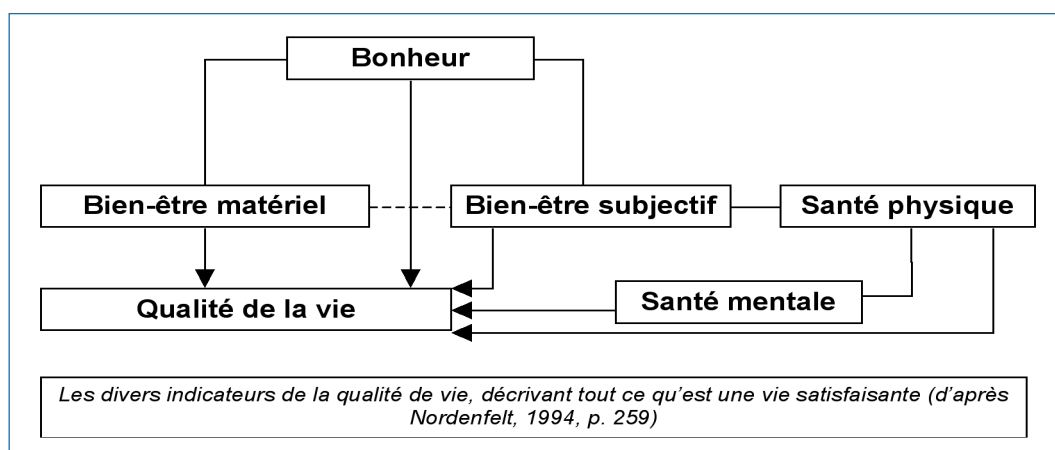 Bonheur
Bien-être matériel
Bien-être subjectif
Santé physique
Qualité de la vie
Santé mentale
Les divers indicateurs de la qualité de vie, décrivant tout ce qu’est une vie satisfaisante (d’après
Nordenfelt, 1994, p. 259)